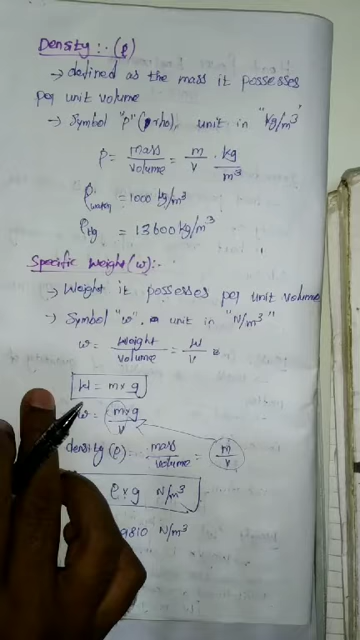 Density :- (ρ)
→ defined as the mass it possesses
per unit volume
→ Symbol "ρ" (rho), unit in "kg/m³"
ρ = mass/volume = m/v . kg/m³
ρwater = 1000 kg/m³
ρHg = 13600 kg/m³
Specific Weight (w) :-
→ Weight it possesses per unit volume
→ Symbol "w". unit in "N/m³"
w = Weight/volume = W/V =
W = m×g
w = m×g/v
density (ρ) = mass/volume = m/v
ρ×g N/m³
9810 N/m³